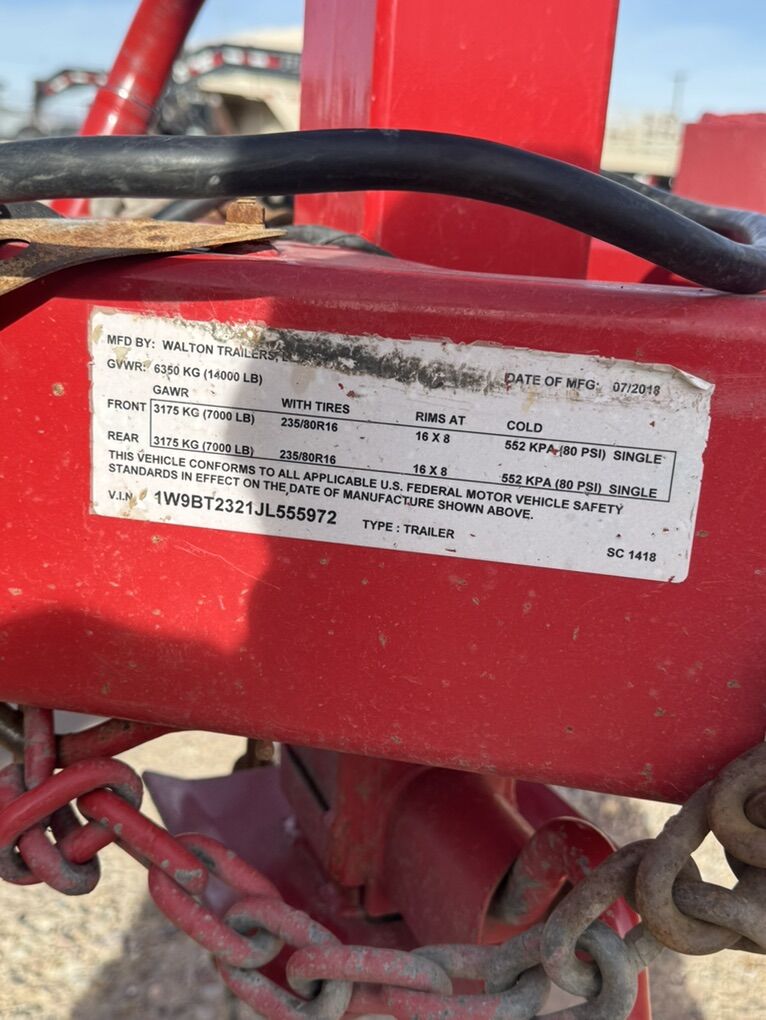 MFD BY: WALTON TRAILERS,
DATE OF MFG: 07/2018
GVWR: 6350 KG (14000 LB)
GAWR WITH TIRES RIMS AT COLD
FRONT 3175 KG (7000 LB) 235/80R16 16 X 8 552 KPA (80 PSI) SINGLE
REAR 3175 KG (7000 LB) 235/80R16 16 X 8 552 KPA (80 PSI) SINGLE
THIS VEHICLE CONFORMS TO ALL APPLICABLE U.S. FEDERAL MOTOR VEHICLE SAFETY
STANDARDS IN EFFECT ON THE DATE OF MANUFACTURE SHOWN ABOVE.
V.I.N. 1W9BT2321JL555972 TYPE : TRAILER SC 1418